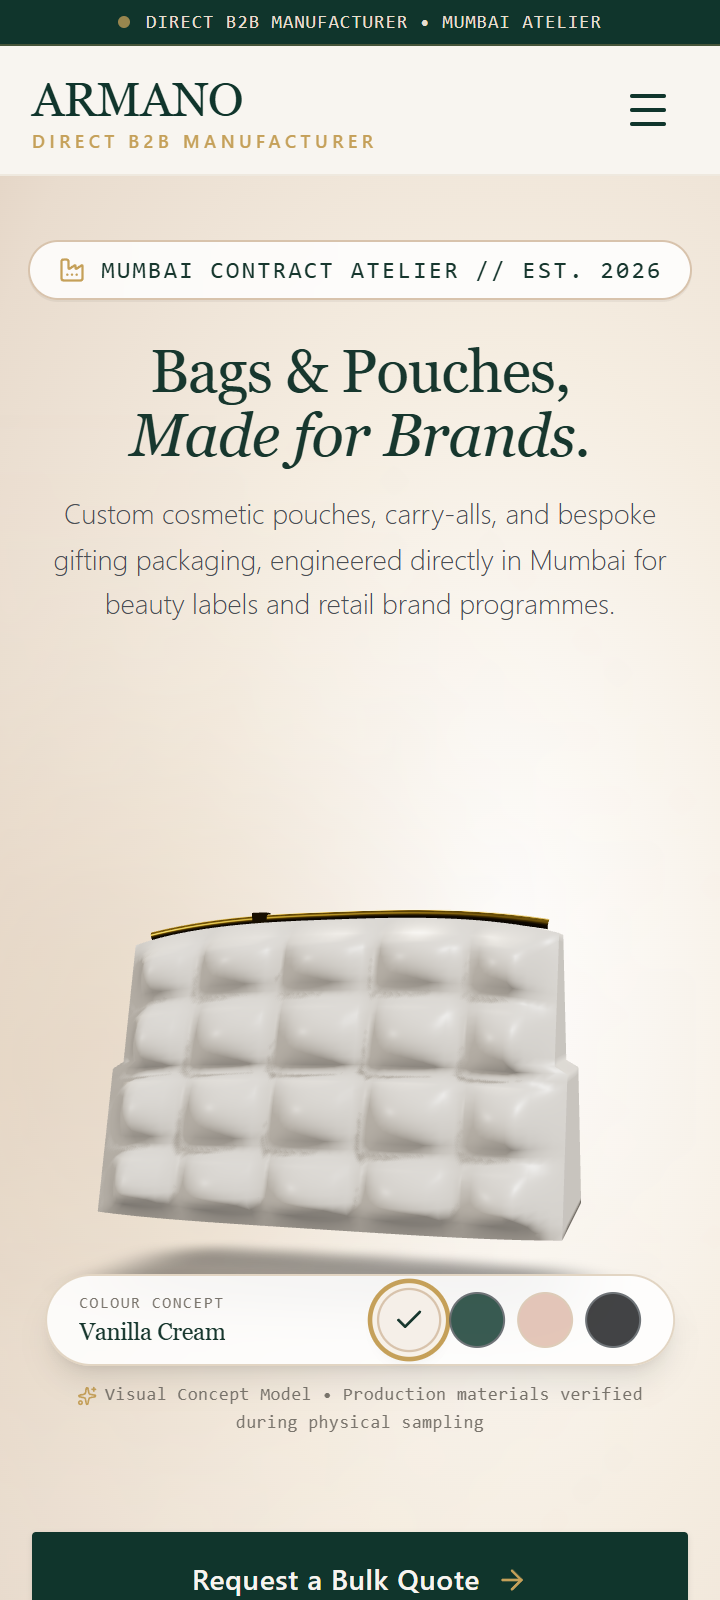 DIRECT B2B MANUFACTURER • MUMBAI ATELIER
ARMANO
DIRECT B2B MANUFACTURER
MUMBAI CONTRACT ATELIER // EST. 2026
Bags & Pouches,
Made for Brands.
Custom cosmetic pouches, carry-alls, and bespoke
gifting packaging, engineered directly in Mumbai for
beauty labels and retail brand programmes.
COLOUR CONCEPT
Vanilla Cream
Visual Concept Model • Production materials verified
during physical sampling
Request a Bulk Quote